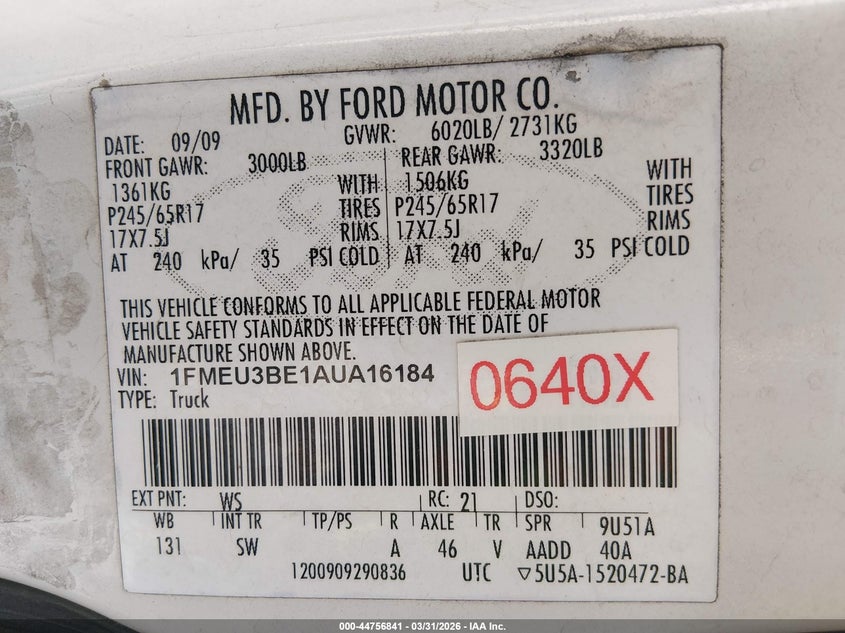 MFD. BY FORD MOTOR CO.
DATE: 09/09 GVWR: 6020LB/ 2731KG
FRONT GAWR: 3000LB REAR GAWR: 3320LB
1361KG WITH 1506KG WITH
P245/65R17 TIRES P245/65R17 TIRES
17X7.5J RIMS 17X7.5J RIMS
AT 240 kPa/ 35 PSI COLD AT 240 kPa/ 35 PSI COLD
THIS VEHICLE CONFORMS TO ALL APPLICABLE FEDERAL MOTOR
VEHICLE SAFETY STANDARDS IN EFFECT ON THE DATE OF
MANUFACTURE SHOWN ABOVE.
VIN: 1FMEU3BE1AUA16184
0640X
TYPE: Truck
EXT PNT: WS RC: 21 DSO:
WB INT TR TP/PS R AXLE TR SPR 9U51A
131 SW A 46 V AADD 40A
1200909290836 UTC ▽5U5A-1520472-BA
000-44756841 | 03/31/2026 - IAA Inc.